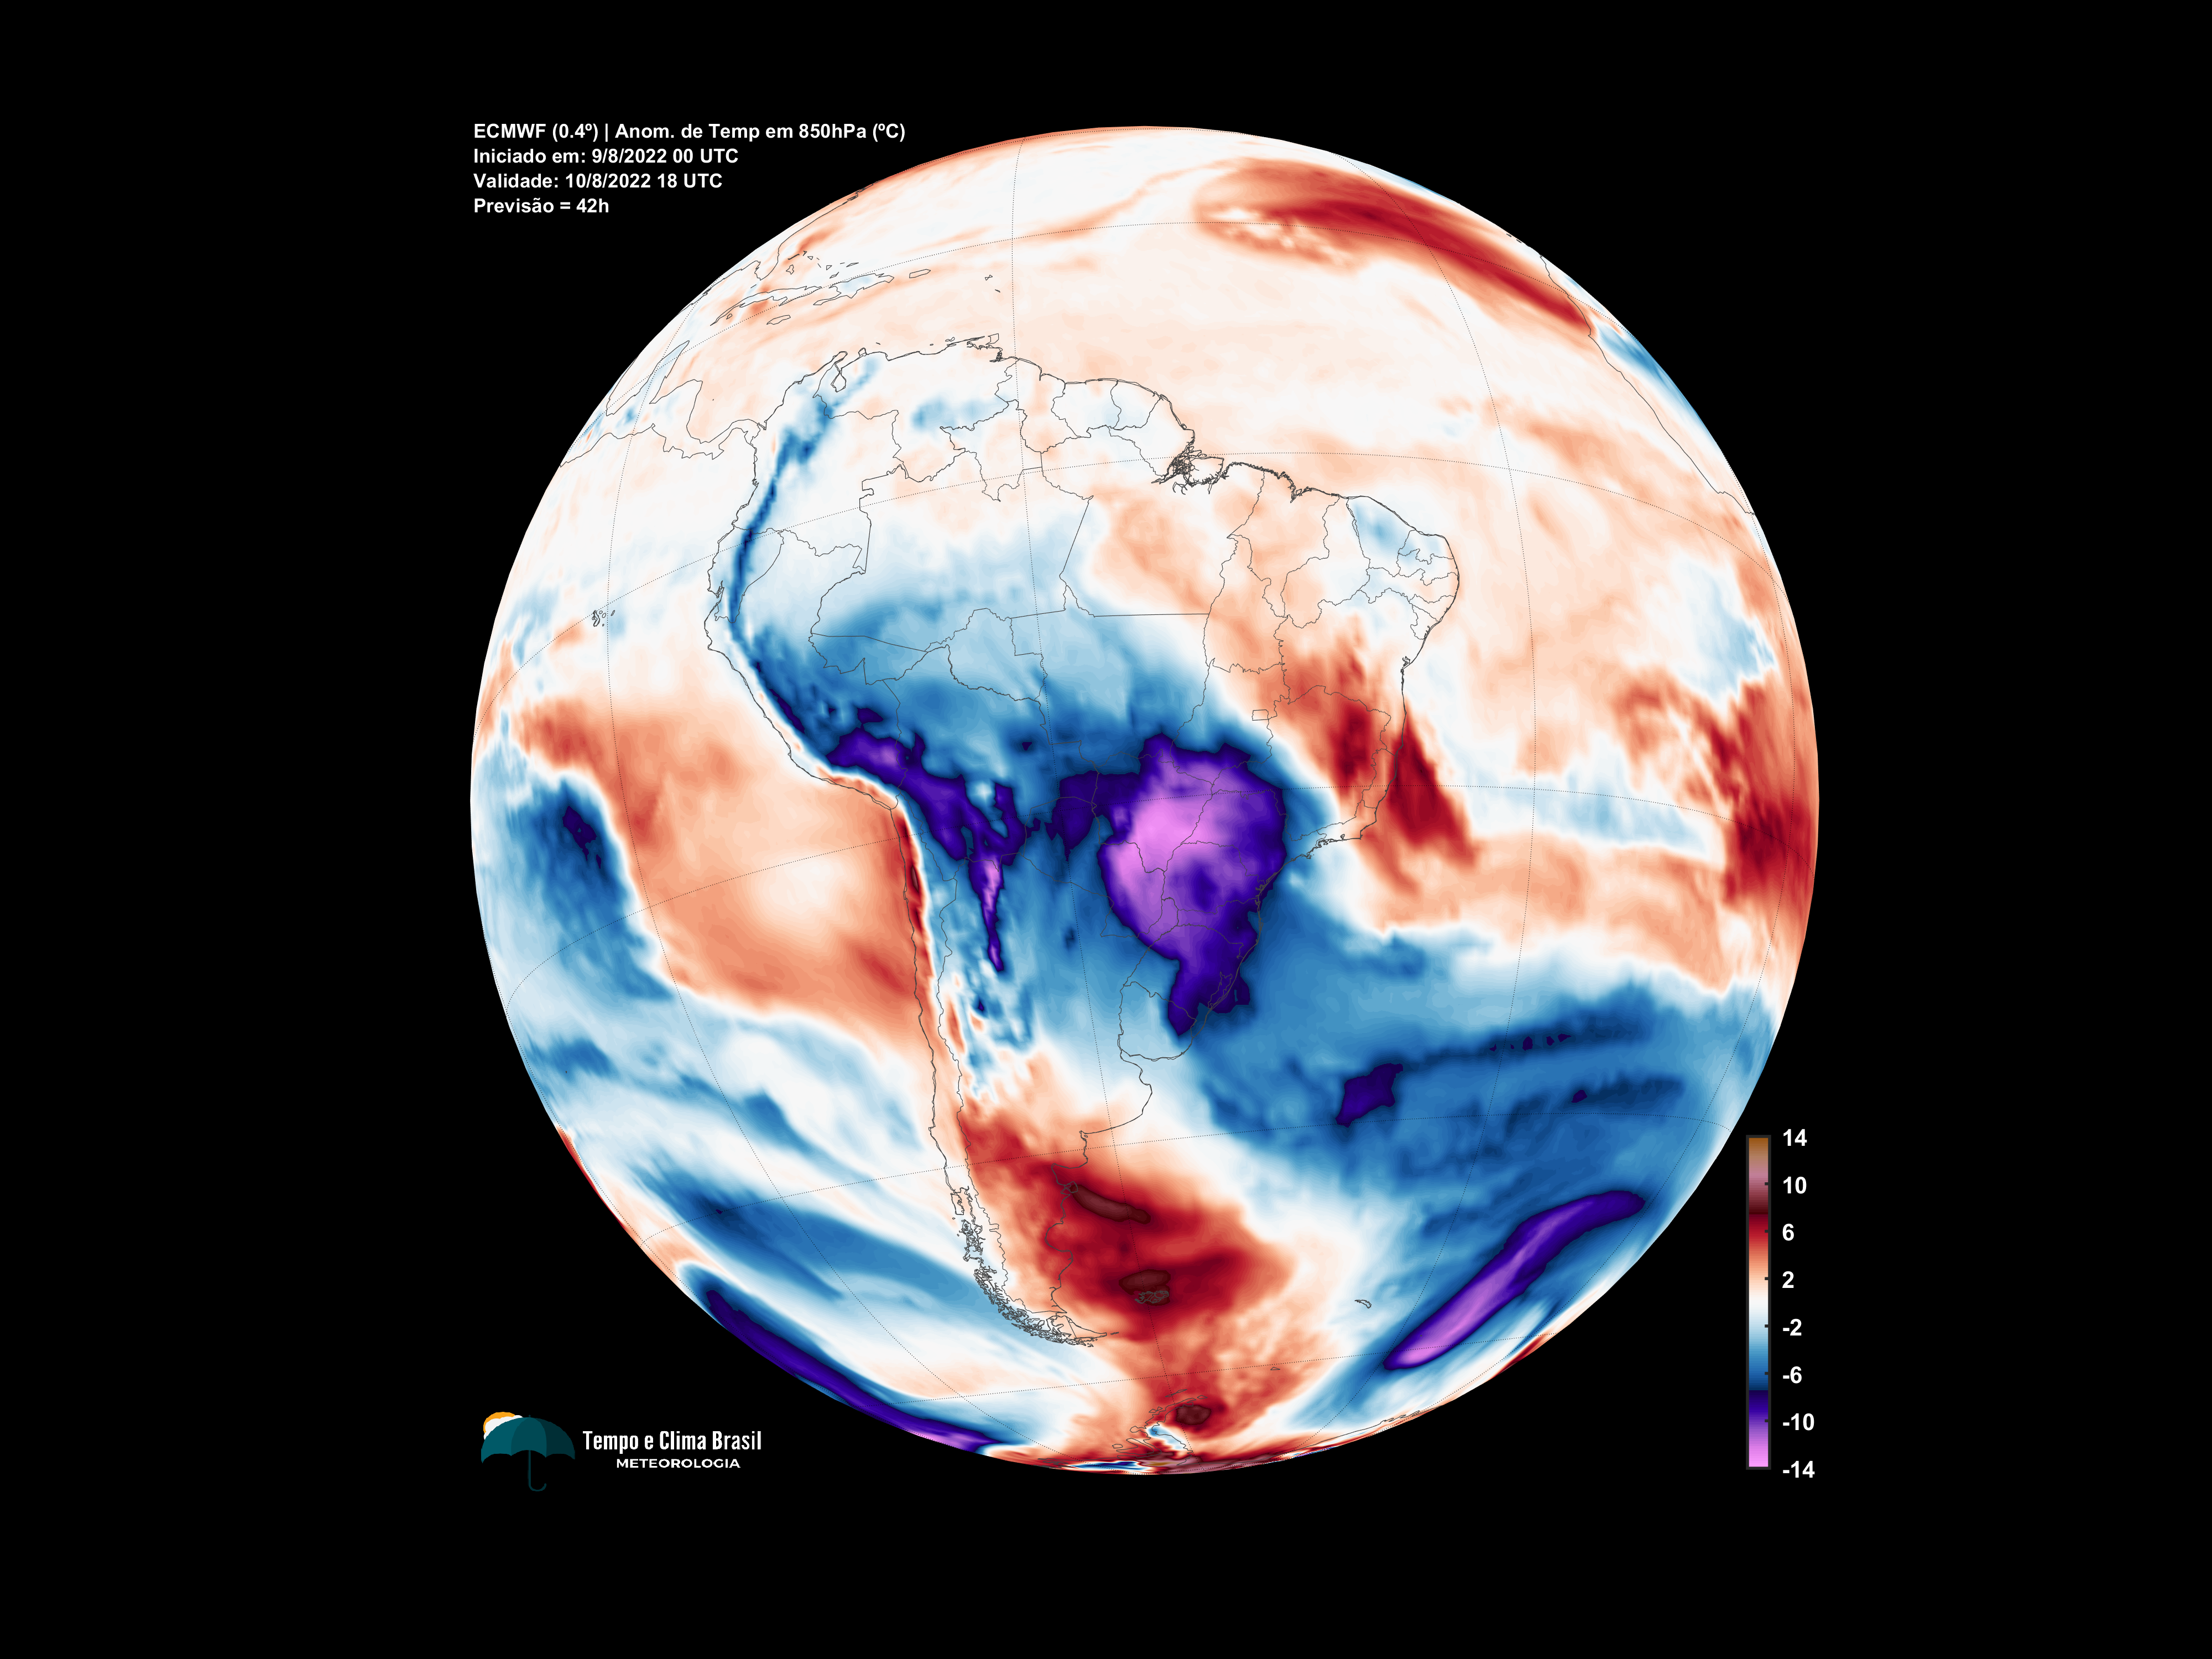 ECMWF (0.4º) | Anom. de Temp em 850hPa (ºC)
Iniciado em: 9/8/2022 00 UTC
Validade: 10/8/2022 18 UTC
Previsão = 42h
14
10
6
2
-2
-6
-10
-14
Tempo e Clima Brasil
METEOROLOGIA